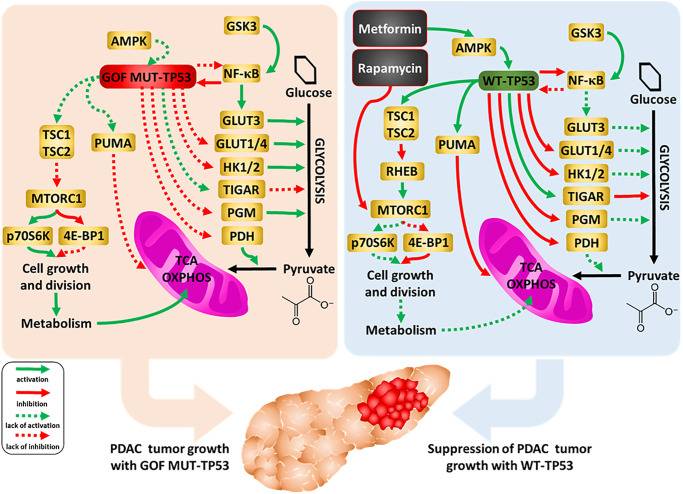 GSK3
AMPK
GOF MUT-TP53
NF-κB
Glucose
TSC1
TSC2
PUMA
GLUT3
GLUT1/4
HK1/2
TIGAR
PGM
PDH
GLYCOLYSIS
MTORC1
p70S6K
4E-BP1
Cell growth
and division
Metabolism
TCA
OXPHOS
Pyruvate
O
O
O⁻
Metformin
Rapamycin
AMPK
GSK3
WT-TP53
NF-κB
Glucose
TSC1
TSC2
PUMA
RHEB
GLUT3
GLUT1/4
HK1/2
TIGAR
PGM
PDH
GLYCOLYSIS
MTORC1
p70S6K
4E-BP1
Cell growth
and division
Metabolism
TCA
OXPHOS
Pyruvate
O
O
O⁻
activation
inhibition
lack of activation
lack of inhibition
PDAC tumor growth
with GOF MUT-TP53
Suppression of PDAC tumor
growth with WT-TP53